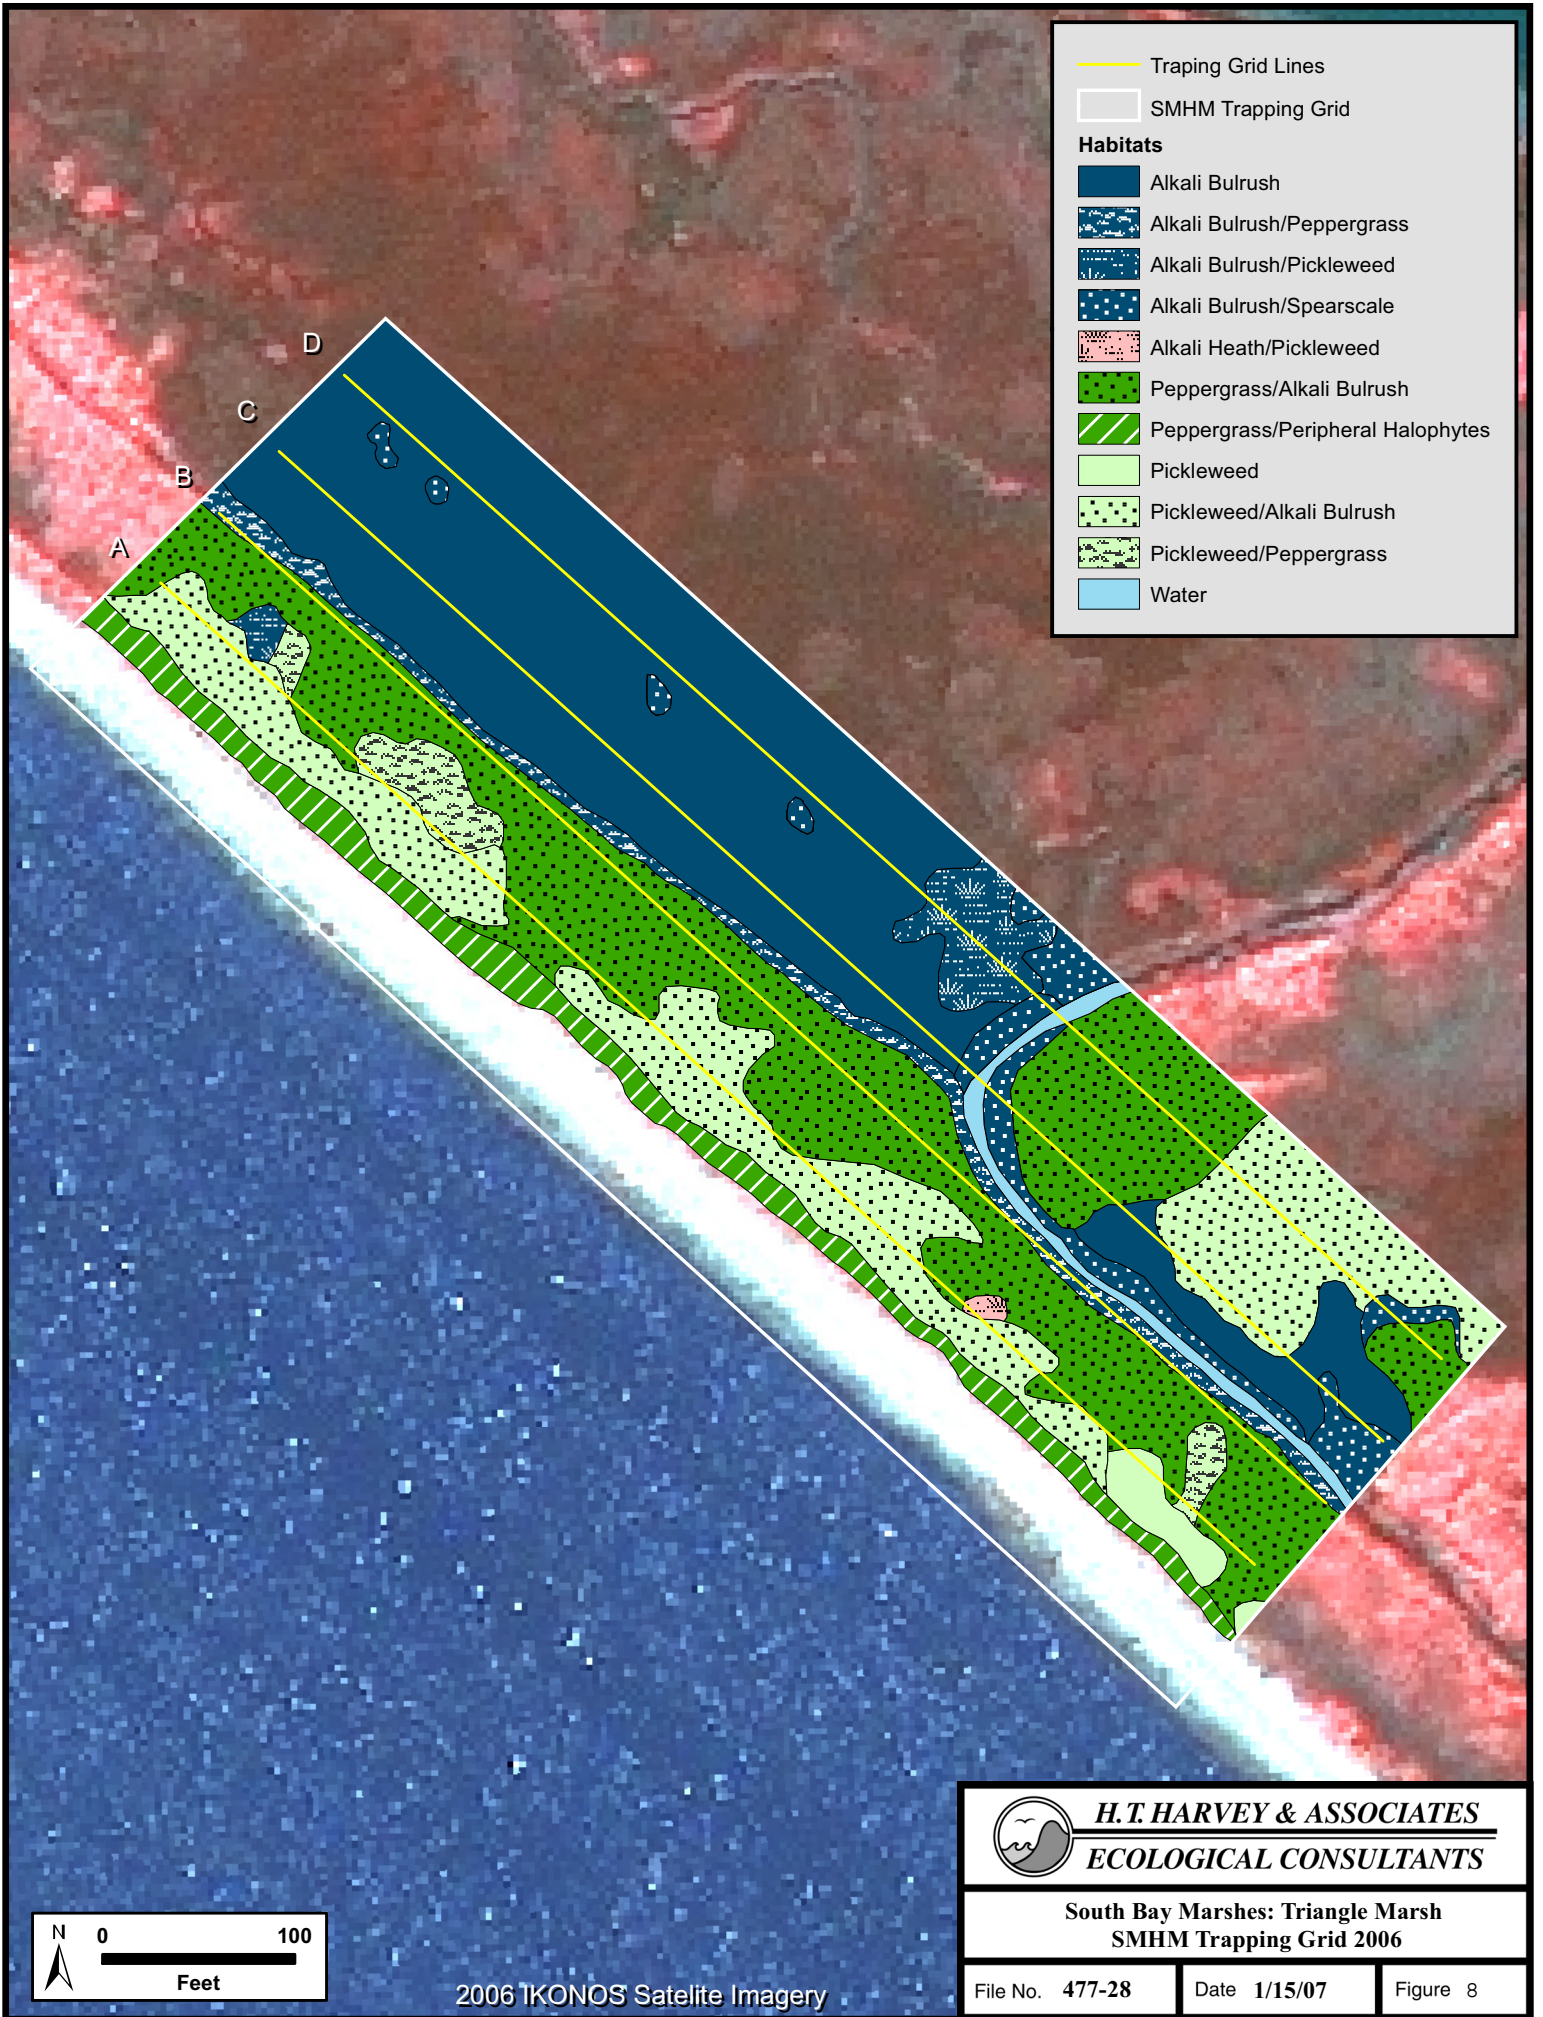 Traping Grid Lines
SMHM Trapping Grid
Habitats
Alkali Bulrush
Alkali Bulrush/Peppergrass
Alkali Bulrush/Pickleweed
Alkali Bulrush/Spearscale
Alkali Heath/Pickleweed
Peppergrass/Alkali Bulrush
Peppergrass/Peripheral Halophytes
Pickleweed
Pickleweed/Alkali Bulrush
Pickleweed/Peppergrass
Water
D
C
B
A
H.T. HARVEY & ASSOCIATES
ECOLOGICAL CONSULTANTS
South Bay Marshes: Triangle Marsh
SMHM Trapping Grid 2006
File No. 477-28
Date 1/15/07
Figure 8
N
0 100
Feet
2006 IKONOS Satelite Imagery